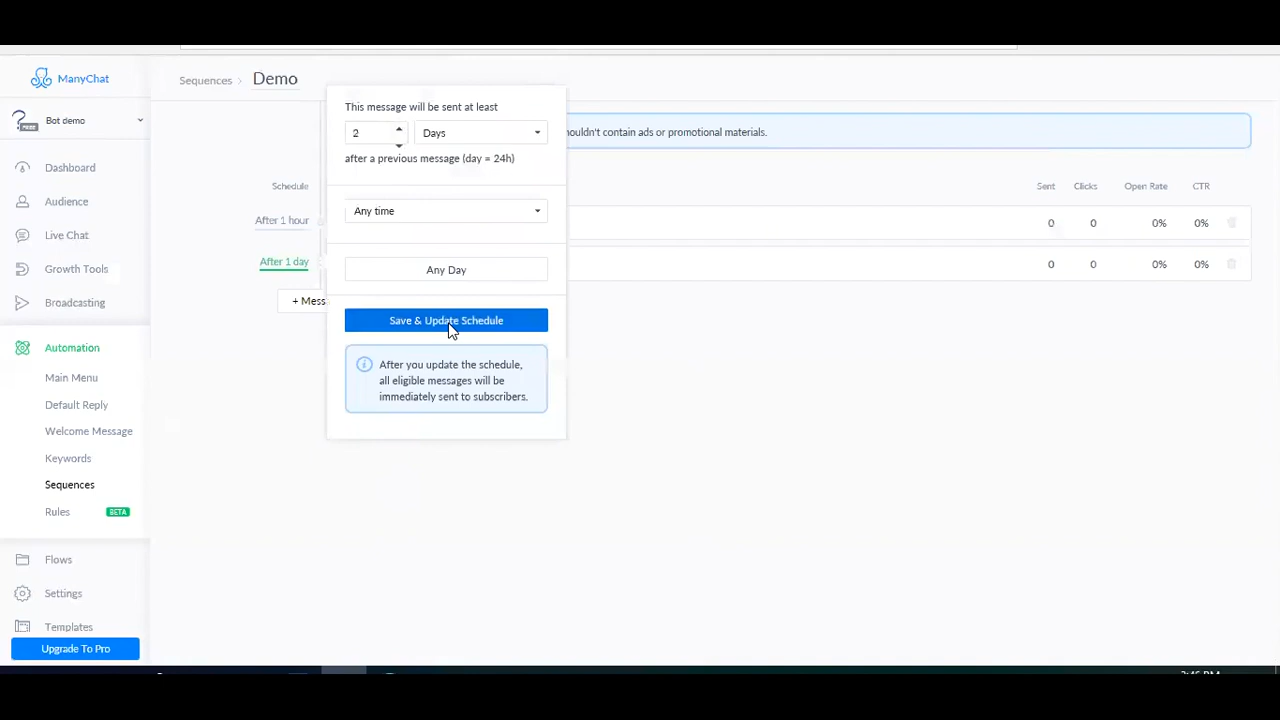 ManyChat
Sequences › Demo
Bot demo
FREE
Dashboard
Audience
Live Chat
Growth Tools
Broadcasting
Automation
Main Menu
Default Reply
Welcome Message
Keywords
Sequences
Rules BETA
Flows
Settings
Templates
Upgrade To Pro
This message will be sent at least
2 Days
after a previous message (day = 24h)
Any time
Any Day
Save & Update Schedule
After you update the schedule,
all eligible messages will be
immediately sent to subscribers.
shouldn't contain ads or promotional materials.
Schedule Sent Clicks Open Rate CTR
After 1 hour 0 0 0% 0%
After 1 day 0 0 0% 0%
+ Mess